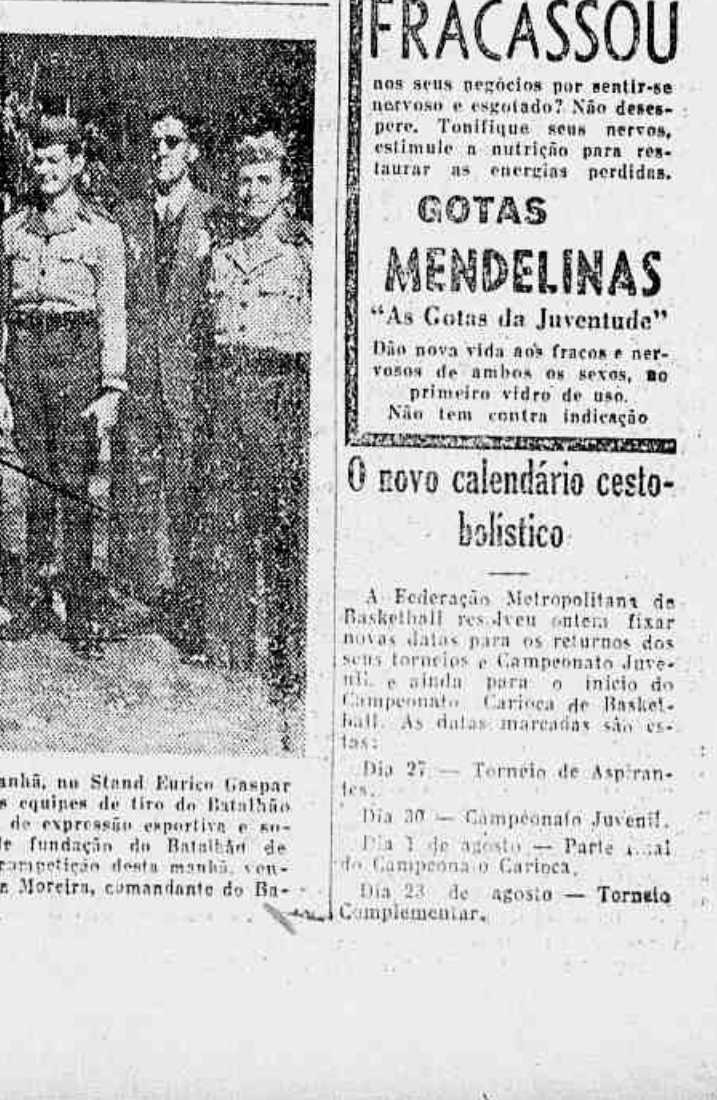 FRACASSOU
nos seus negócios por sentir-se
nervoso e esgotado? Não deses-
pere. Tonifique seus nervos,
estimule a nutrição para res-
taurar as energias perdidas.
GOTAS
MENDELINAS
"As Gotas da Juventude"
Dão nova vida aos fracos e ner-
vosos de ambos os sexos, no
primeiro vidro de uso.
Não tem contra indicação
O novo calendário cesto-
bolístico
A Federação Metropolitana de
Basketball resolveu ontem fixar
novas datas para os returnos dos
seus torneios e Campeonato Juve-
nil. e ainda para o início do
Campeonato Carioca de Basket-
ball. As datas marcadas são es-
tas:
Dia 27 — Torneio de Aspiran-
tes.
Dia 30 — Campeonato Juvenil.
Dia 1 de agosto — Parte
do Campeonato Carioca.
Dia 23 de agosto — Torneio
Complementar.
anhã, no Stand Eurico Gaspar
s equipes de tiro do Batalhão
de expressão esportiva e so-
fundação do Batalhão de
competição desta manhã, ven-
z Moreira, comandante do Ba-